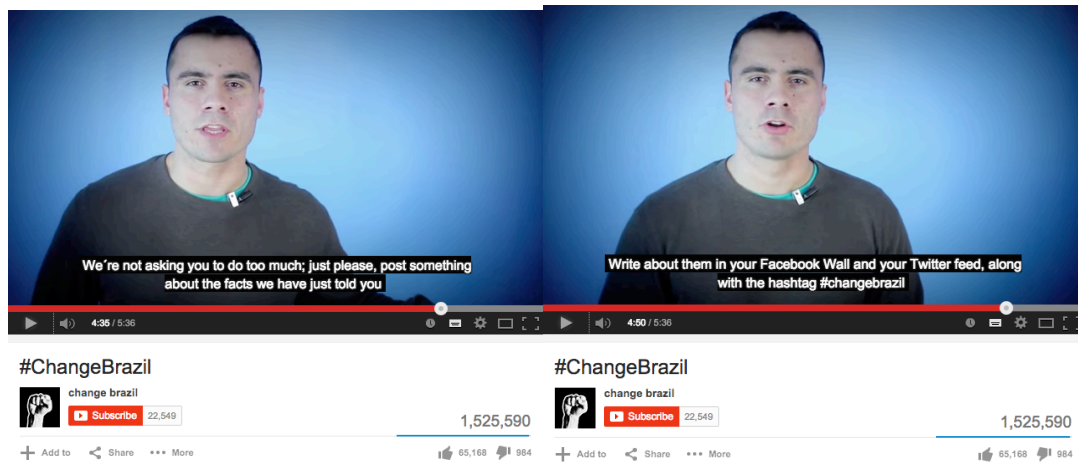 We´re not asking you to do too much; just please, post something
about the facts we have just told you
4:35 / 5:36
#ChangeBrazil
change brazil
Subscribe 22,549
1,525,590
Add to Share More 65,168 984
Write about them in your Facebook Wall and your Twitter feed, along
with the hashtag #changebrazil
4:50 / 5:36
#ChangeBrazil
change brazil
Subscribe 22,549
1,525,590
Add to Share More 65,168 984